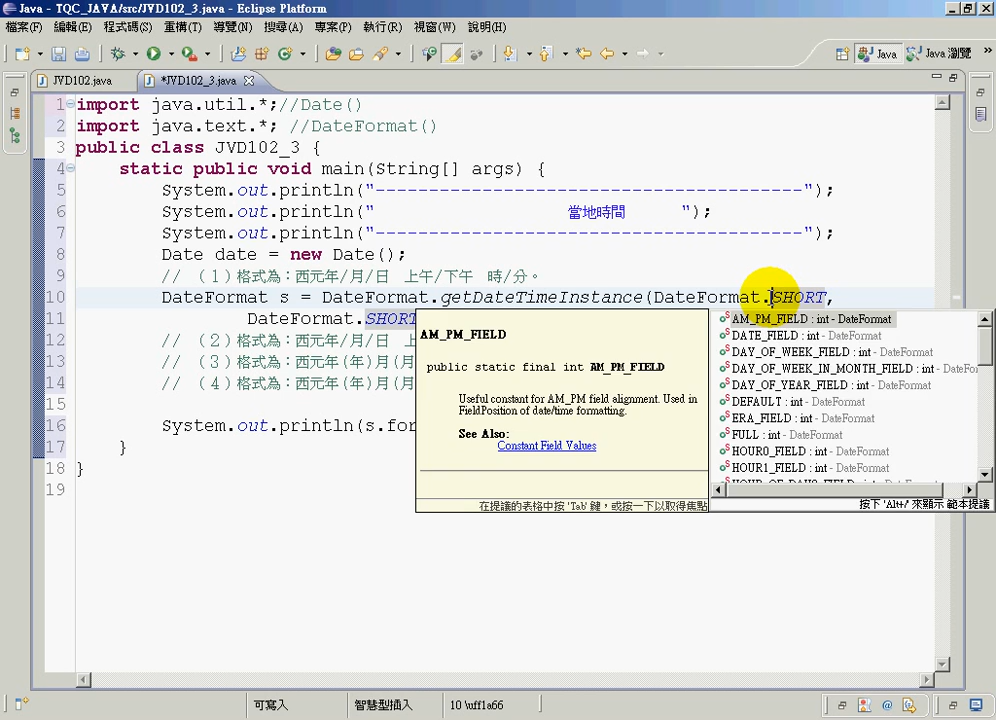 Java - TQC_JAVA/src/JVD102_3.java - Eclipse Platform
檔案(F) 編輯(E) 程式碼(S) 重構(T) 導覽(N) 搜尋(A) 專案(P) 執行(R) 視窗(W) 說明(H)
Java Java 瀏覽 »
JVD102.java *JVD102_3.java
1 import java.util.*;//Date()
2 import java.text.*; //DateFormat()
3 public class JVD102_3 {
4 static public void main(String[] args) {
5 System.out.println("----------------------------------------");
6 System.out.println(" 當地時間 ");
7 System.out.println("----------------------------------------");
8 Date date = new Date();
9 // （1）格式為：西元年/月/日 上午/下午 時/分。
10 DateFormat s = DateFormat.getDateTimeInstance(DateFormat.SHORT,
11 DateFormat.SHORT
12 // （2）格式為：西元年/月/日 上
13 // （3）格式為：西元年(年)月(月
14 // （4）格式為：西元年(年)月(月
15
16 System.out.println(s.for
17 }
18 }
19
AM_PM_FIELD
public static final int AM_PM_FIELD
Useful constant for AM_PM field alignment. Used in
FieldPosition of date/time formatting.
See Also:
Constant Field Values
在提議的表格中按 'Tab' 鍵，或按一下以取得焦點
AM_PM_FIELD : int - DateFormat
DATE_FIELD : int - DateFormat
DAY_OF_WEEK_FIELD : int - DateFormat
DAY_OF_WEEK_IN_MONTH_FIELD : int - DateFo
DAY_OF_YEAR_FIELD : int - DateFormat
DEFAULT : int - DateFormat
ERA_FIELD : int - DateFormat
FULL : int - DateFormat
HOUR0_FIELD : int - DateFormat
HOUR1_FIELD : int - DateFormat
HOUR_OF_DAY0_FIELD : int - DateFormat
按下 'Alt+/' 來顯示 範本提議
可寫入 智慧型插入 10 \uff1a66